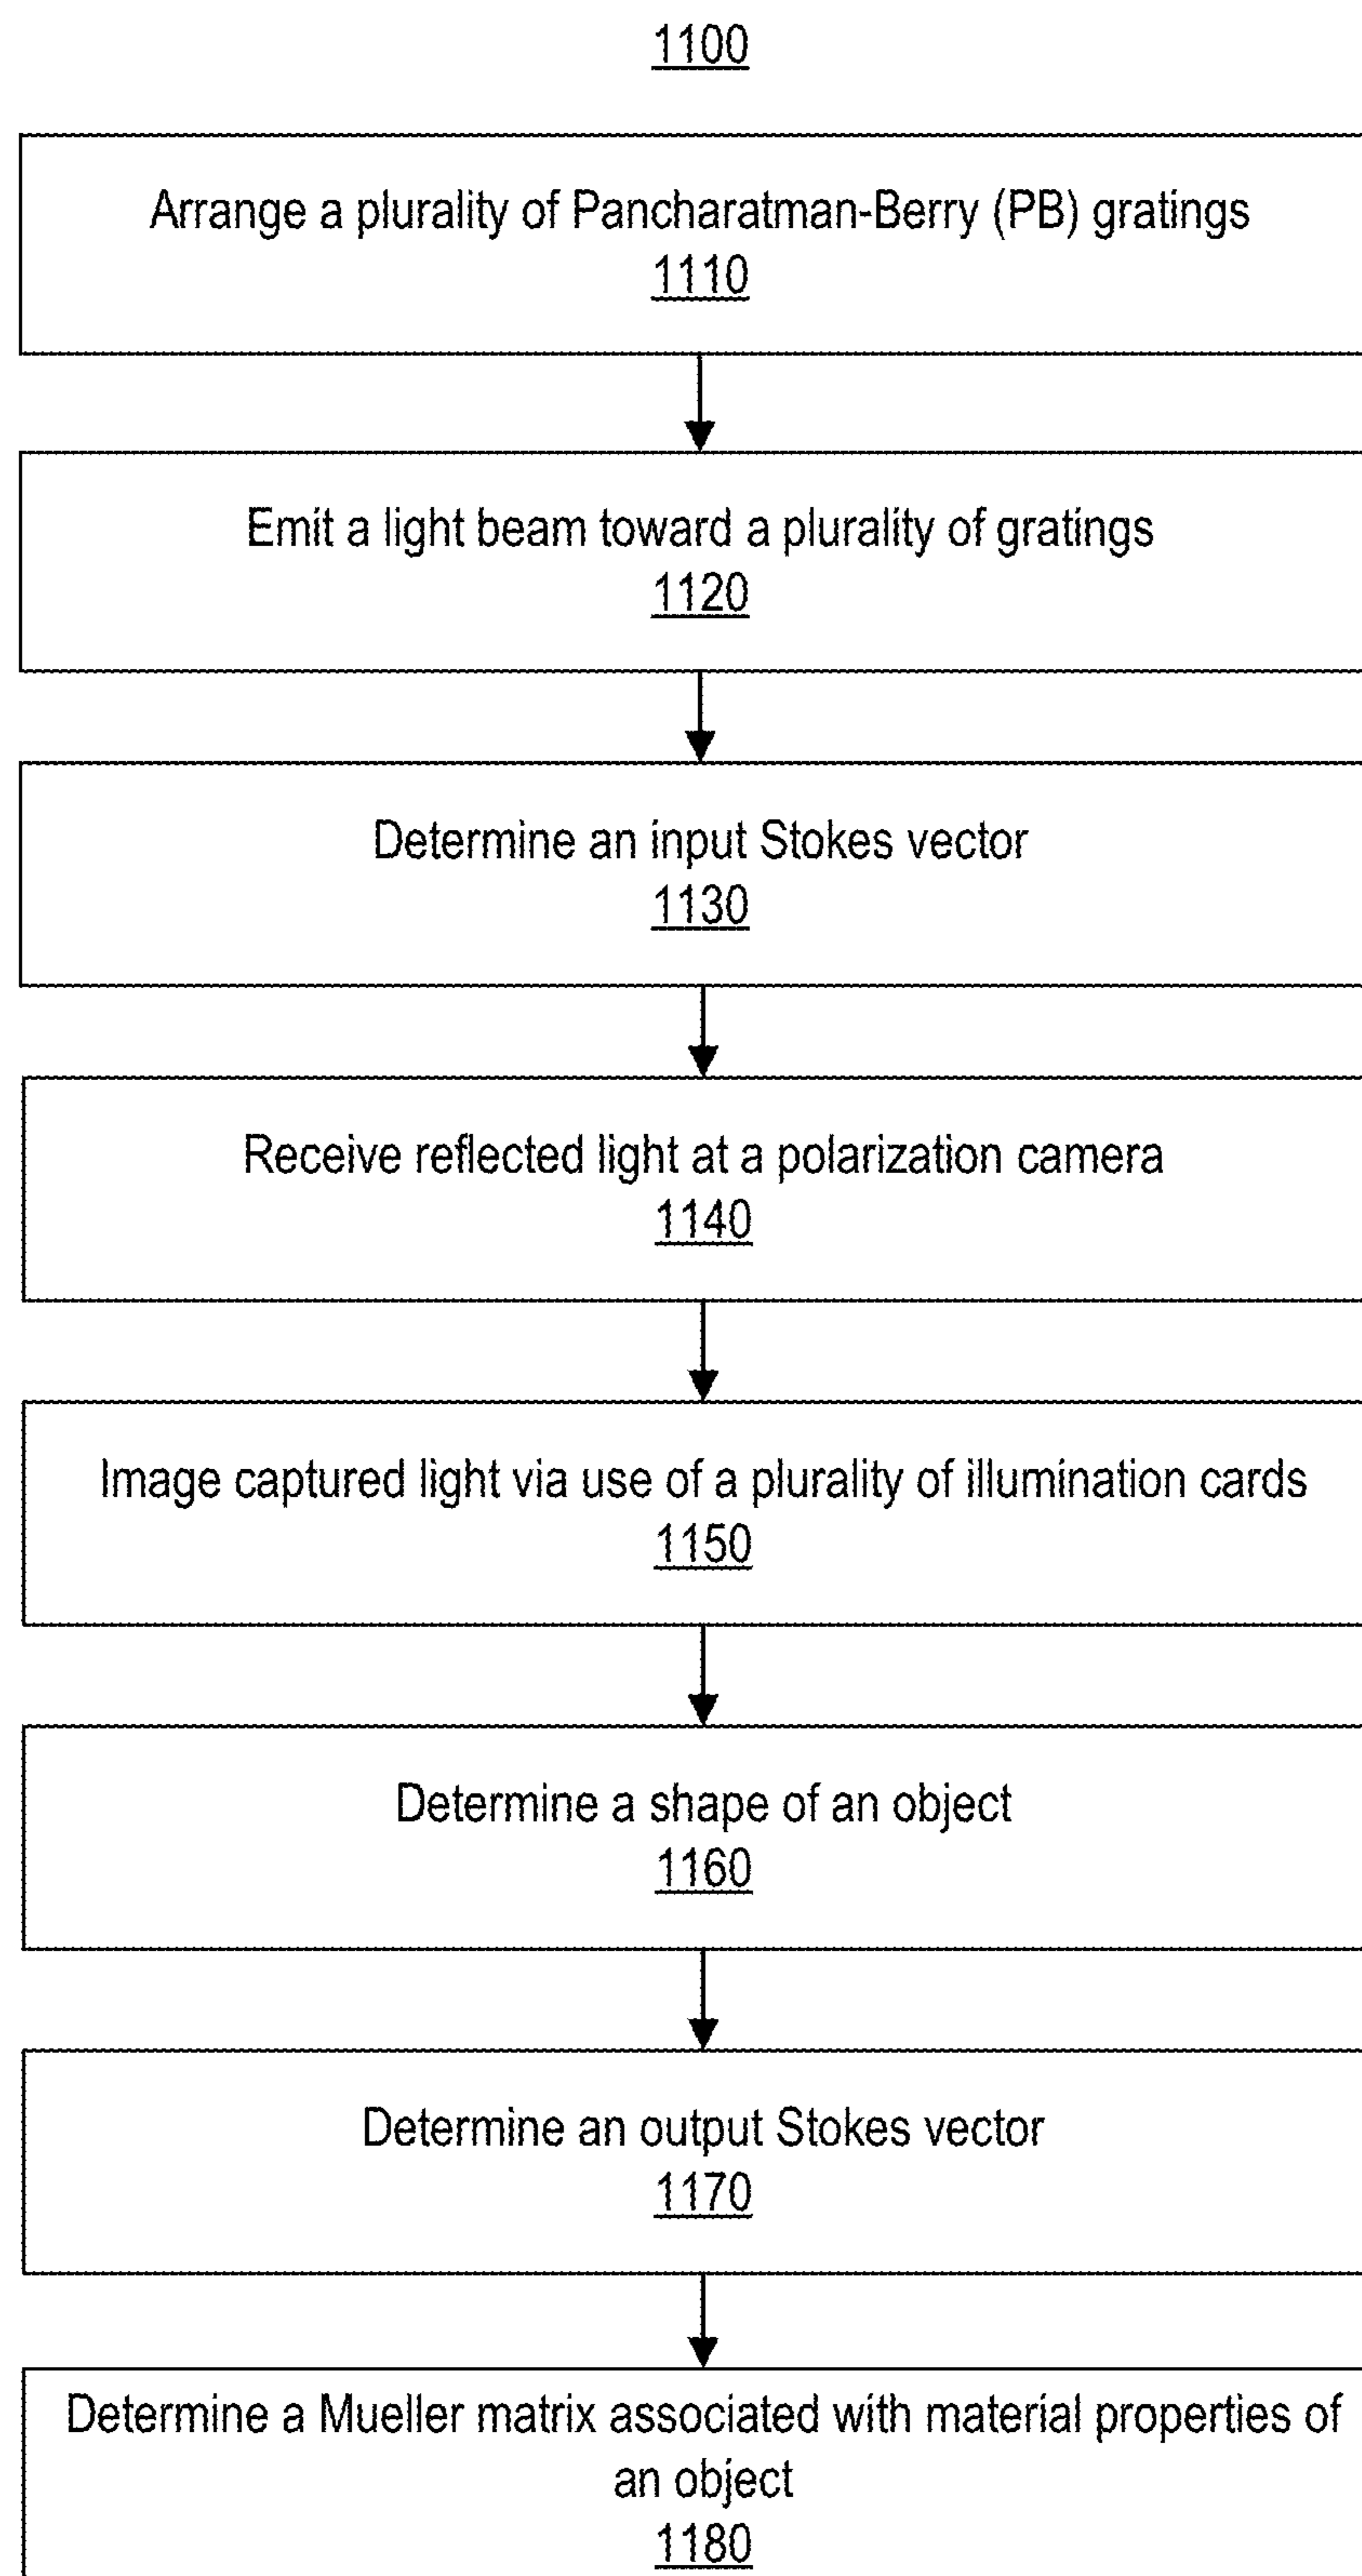 1100
Arrange a plurality of Pancharatman-Berry (PB) gratings
1110
Emit a light beam toward a plurality of gratings
1120
Determine an input Stokes vector
1130
Receive reflected light at a polarization camera
1140
Image captured light via use of a plurality of illumination cards
1150
Determine a shape of an object
1160
Determine an output Stokes vector
1170
Determine a Mueller matrix associated with material properties of
an object
1180